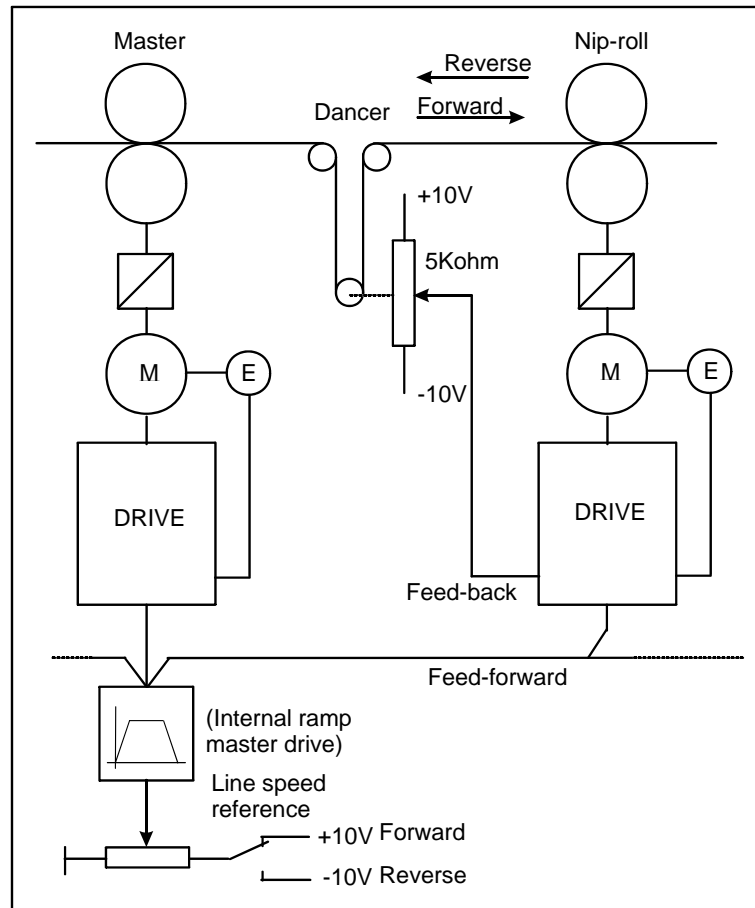 Master
Nip-roll
Reverse
Dancer
Forward
+10V
5Kohm
M
E
M
E
-10V
DRIVE
DRIVE
Feed-back
Feed-forward
(Internal ramp
master drive)
Line speed
reference
+10V Forward
-10V Reverse